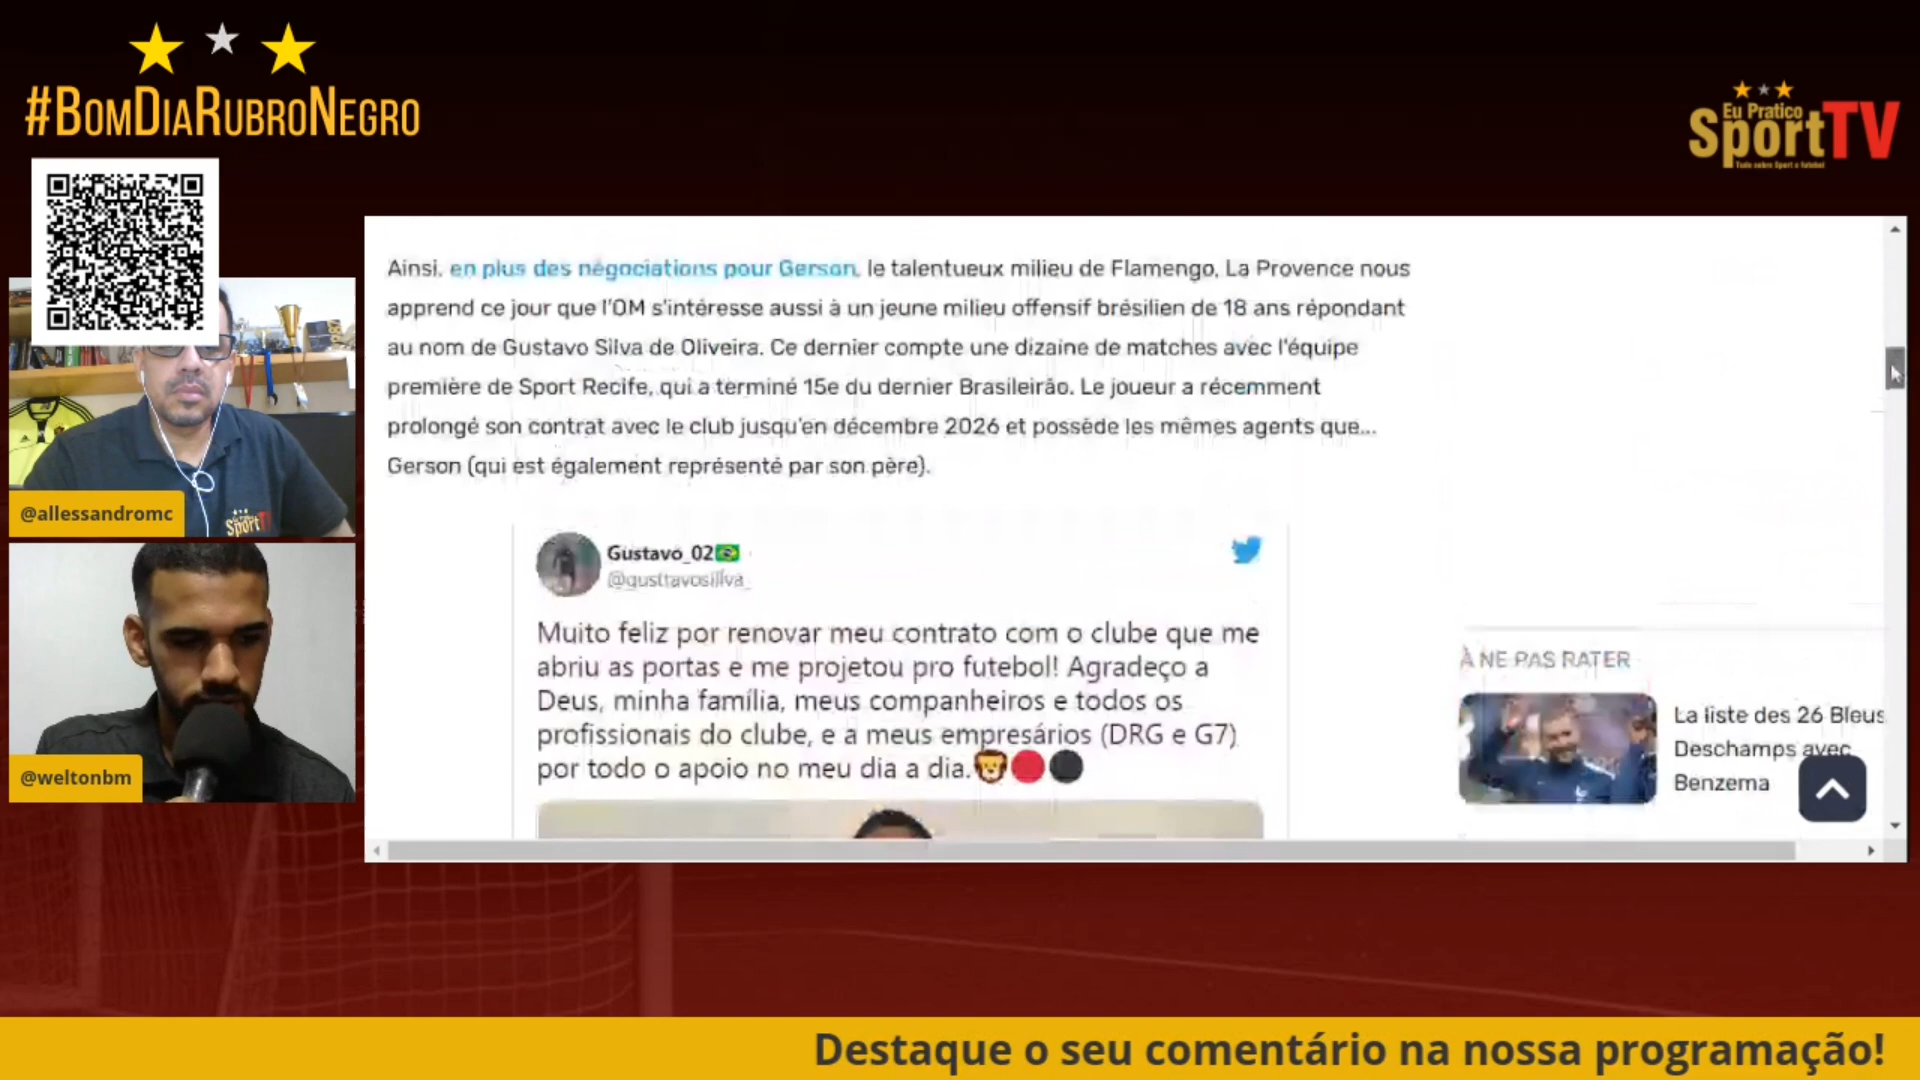 #BOMDIARUBRONEGRO
Eu Pratico
SportTV
Tudo sobre Sport e futebol
Ainsi, en plus des négociations pour Gerson, le talentueux milieu de Flamengo, La Provence nous
apprend ce jour que l'OM s'intéresse aussi à un jeune milieu offensif brésilien de 18 ans répondant
au nom de Gustavo Silva de Oliveira. Ce dernier compte une dizaine de matches avec l'équipe
première de Sport Recife, qui a terminé 15e du dernier Brasileirão. Le joueur a récemment
prolongé son contrat avec le club jusqu'en décembre 2026 et possède les mêmes agents que...
Gerson (qui est également représenté par son père).
Sport
@allessandromc
@weltonbm
Gustavo_02🇧🇷
@gusttavosillva_
Muito feliz por renovar meu contrato com o clube que me
abriu as portas e me projetou pro futebol! Agradeço a
Deus, minha família, meus companheiros e todos os
profissionais do clube, e a meus empresários (DRG e G7)
por todo o apoio no meu dia a dia.🦁🔴⚫
À NE PAS RATER
La liste des 26 Bleus
Deschamps avec
Benzema
Destaque o seu comentário na nossa programação!